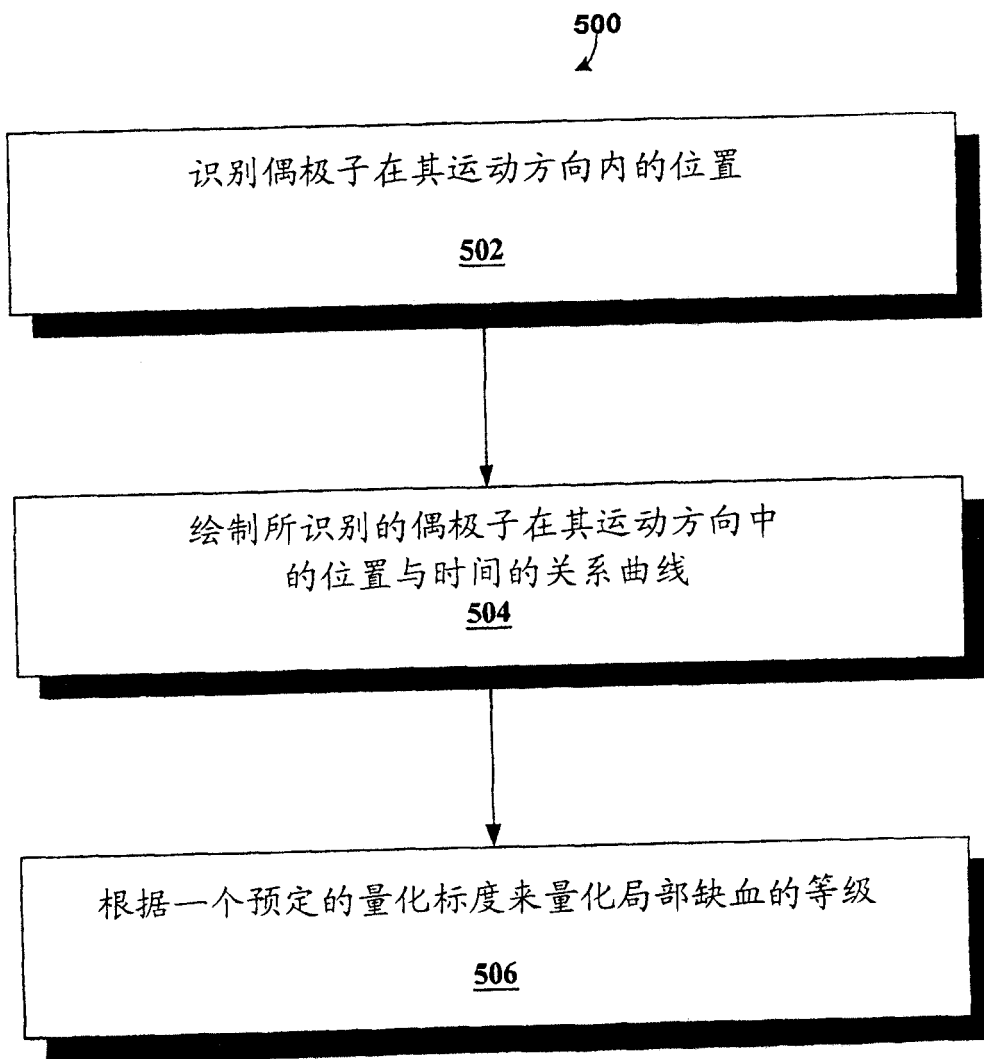 500
识别偶极子在其运动方向内的位置
502
绘制所识别的偶极子在其运动方向中
的位置与时间的关系曲线
504
根据一个预定的量化标度来量化局部缺血的等级
506